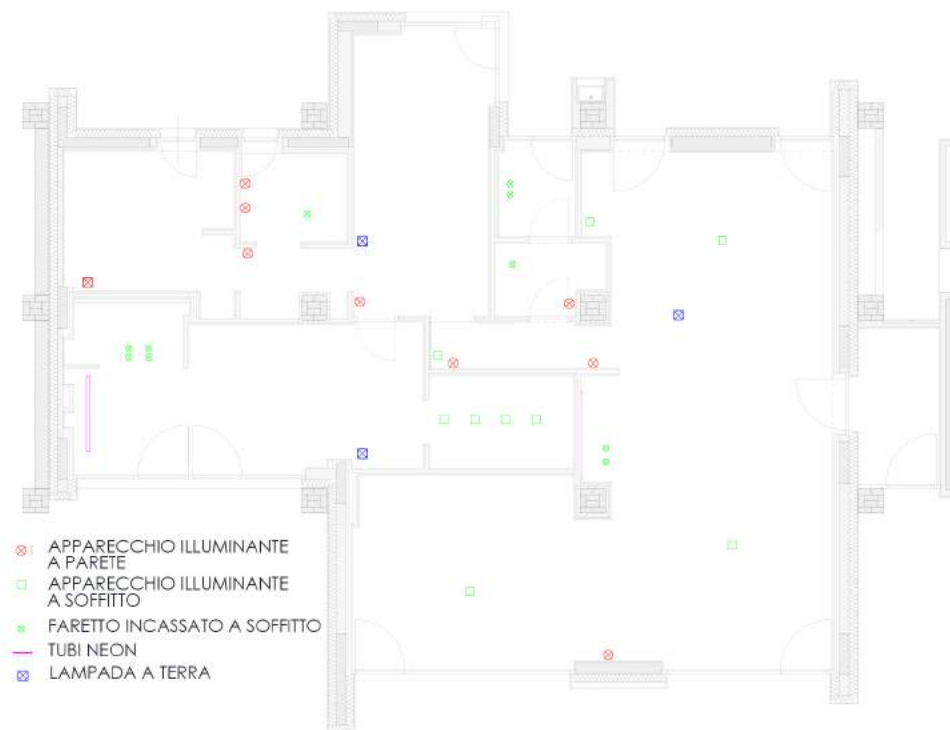 APPARECCHIO ILLUMINANTE
A PARETE
APPARECCHIO ILLUMINANTE
A SOFFITTO
FARETTO INCASSATO A SOFFITTO
TUBI NEON
LAMPADA A TERRA